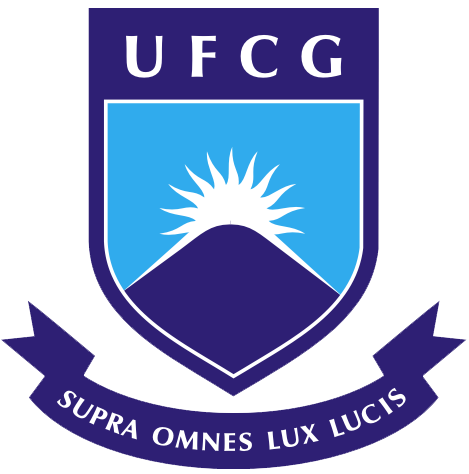 UFCG
SUPRA OMNES LUX LUCIS